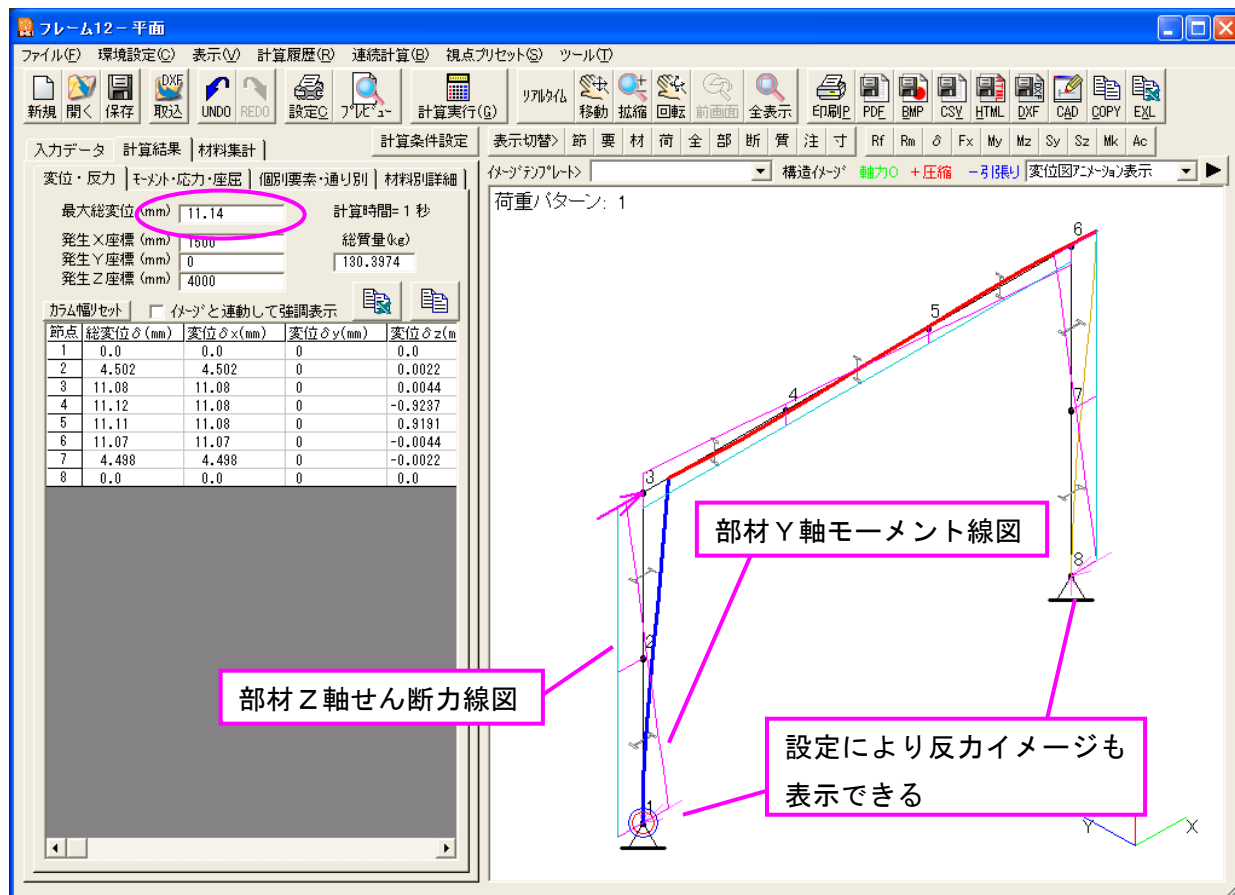 フレーム12－平面
ファイル(F) 環境設定(C) 表示(V) 計算履歴(R) 連続計算(B) 視点プリセット(S) ツール(T)
新規 開く 保存 DXF 取込 UNDO REDO 設定C プレビュー 計算実行(G) リアルタイム 移動 拡縮 回転 前画面 全表示 印刷P PDF BMP CSV HTML DXF CAD COPY EXL
入力データ 計算結果 材料集計 計算条件設定 表示切替> 節 要 材 荷 全 部 断 質 注 寸 Rf Rm δ Fx My Mz Sy Sz Mk Ac
変位・反力 モーメント・応力・座屈 個別要素・通り別 材料別詳細 イメージテンプレート> 構造イメージ 軸力0 +圧縮 −引張り 変位図アニメーション表示
荷重パターン: 1
最大総変位(mm) 11.14 計算時間= 1 秒
発生X座標(mm) 1500 総質量(kg)
発生Y座標(mm) 0 130.3974
発生Z座標(mm) 4000
カラム幅リセット イメージと連動して強調表示
節点 総変位δ(mm) 変位δx(mm) 変位δy(mm) 変位δz(m
1 0.0 0.0 0 0.0
2 4.502 4.502 0 0.0022
3 11.08 11.08 0 0.0044
4 11.12 11.08 0 -0.9237
5 11.11 11.08 0 0.9191
6 11.07 11.07 0 -0.0044
7 4.498 4.498 0 -0.0022
8 0.0 0.0 0 0.0
6
5
4
7
3
8
2
1
部材Y軸モーメント線図
部材Z軸せん断力線図
設定により反力イメージも
表示できる
Y X